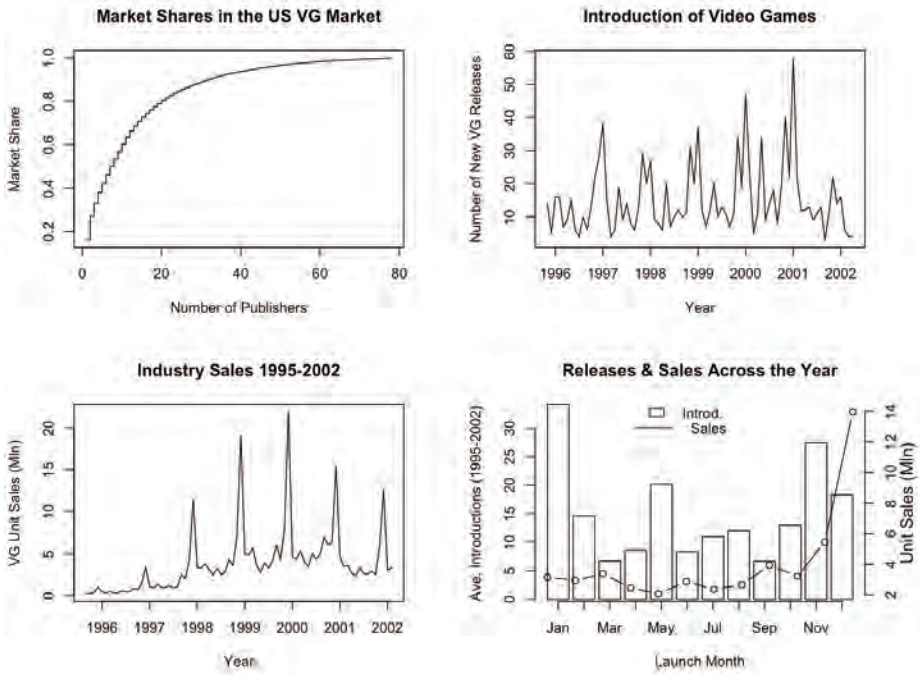 Market Shares in the US VG Market
Market Share
0.2 0.4 0.6 0.8 1.0
0 20 40 60 80
Number of Publishers
Introduction of Video Games
Number of New VG Releases
10 20 30 40 50 60
1996 1997 1998 1999 2000 2001 2002
Year
Industry Sales 1995-2002
VG Unit Sales (Mln)
0 5 10 15 20
1996 1997 1998 1999 2000 2001 2002
Year
Releases & Sales Across the Year
Ave. Introductions (1995-2002)
0 5 10 15 20 25 30
Introd.
Sales
2 4 6 8 10 12 14
Unit Sales (Mln)
Jan Mar May Jul Sep Nov
Launch Month